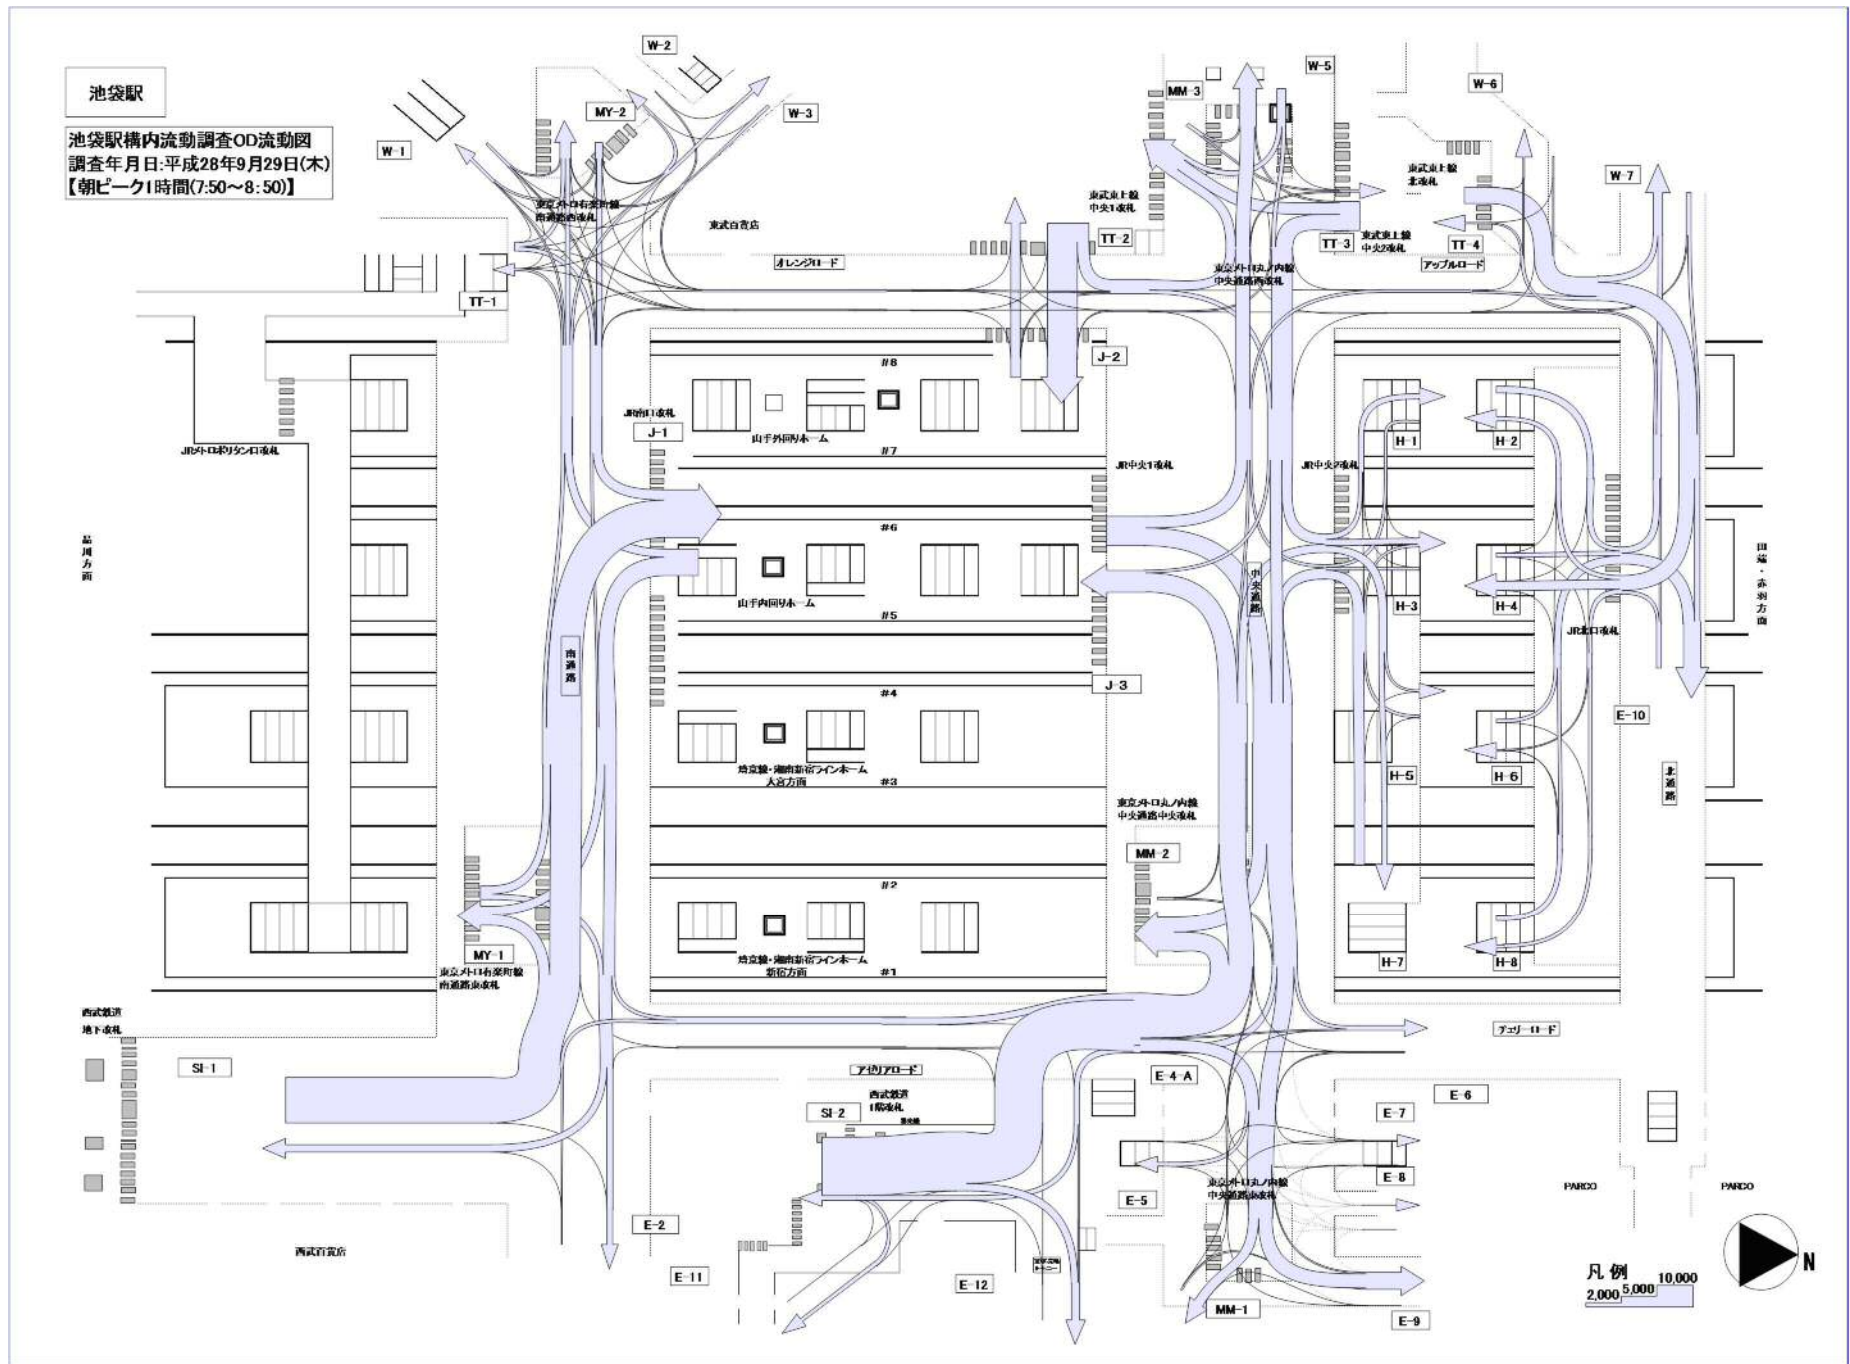 池袋駅
池袋駅構内流動調査OD流動図
調査年月日:平成28年9月29日(木)
【朝ピーク1時間(7:50~8:50)】
W-1
W-2
MY-2
W-3
東京メトロ有楽町線
南通路西改札
東武百貨店
オレンジロード
TT-1
MM-3
W-5
W-6
W-7
東武東上線
北改札
東武東上線
中央1改札
TT-2
TT-3
東武東上線
中央2改札
TT-4
アップルロード
東京メトロ丸ノ内線
中央通路西改札
J-2
#8
JR南口改札
J-1
山手外回りホーム
#7
JRメトロポリタン口改札
JR中央1改札
JR中央2改札
H-1
H-2
#6
品川方面
田端・赤羽方面
中央通路
山手内回りホーム
#5
H-3
H-4
JR北口改札
南通路
J-3
#4
E-10
埼京線・湘南新宿ラインホーム
大宮方面
#3
H-5
H-6
北通路
東京メトロ丸ノ内線
中央通路中央改札
MM-2
#2
MY-1
東京メトロ有楽町線
南通路東改札
埼京線・湘南新宿ラインホーム
新宿方面
#1
H-7
H-8
西武鉄道
地下改札
チェリーロード
SI-1
アゼリアロード
E-4-A
西武鉄道
1階改札
SI-2
E-6
E-7
E-8
E-5
東京メトロ丸ノ内線
中央通路東改札
PARCO
PARCO
E-2
西武百貨店
E-11
E-12
MM-1
E-9
N
凡例
2,000
5,000
10,000